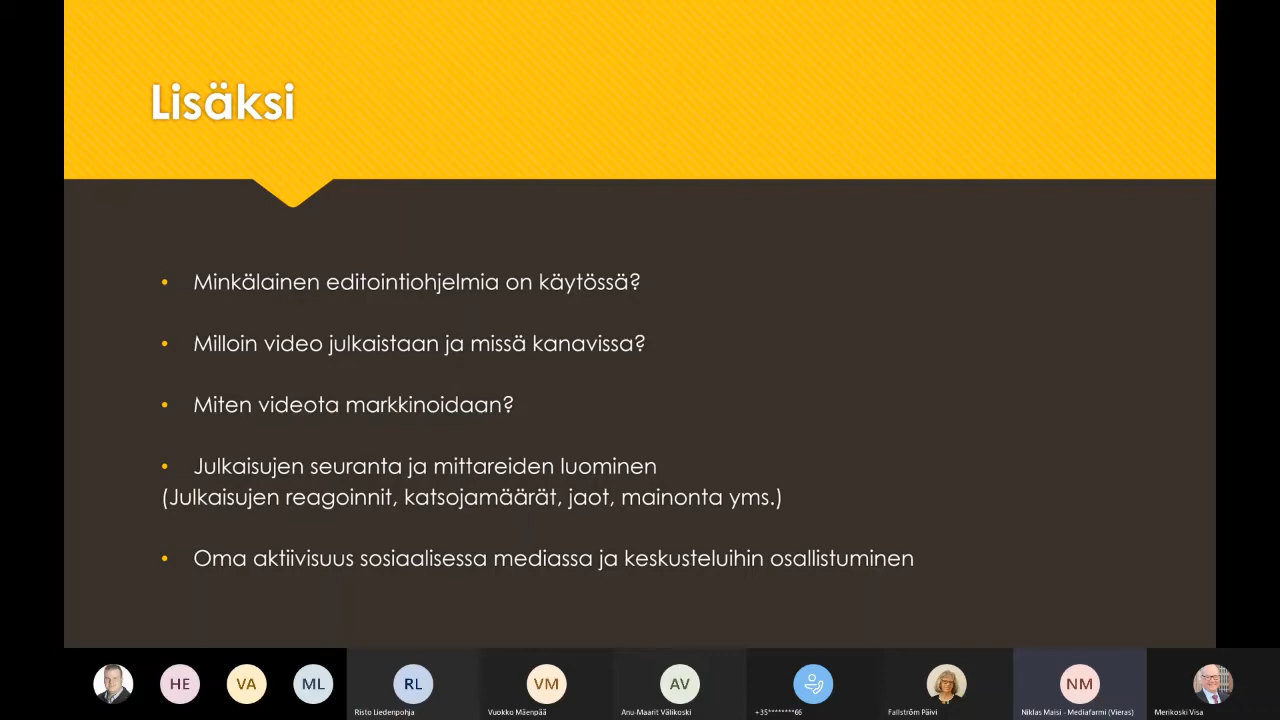 Lisäksi
• Minkälainen editointiohjelmia on käytössä?
• Milloin video julkaistaan ja missä kanavissa?
• Miten videota markkinoidaan?
• Julkaisujen seuranta ja mittareiden luominen
(Julkaisujen reagoinnit, katsojamäärät, jaot, mainonta yms.)
• Oma aktiivisuus sosiaalisessa mediassa ja keskusteluihin osallistuminen
HE VA ML RL VM AV NM
Risto Liedenpohja Vuokko Mäenpää Anu-Maarit Välikoski +35********66 Fallström Päivi Niklas Maisi - Mediafarmi (Vieras) Merikoski Visa